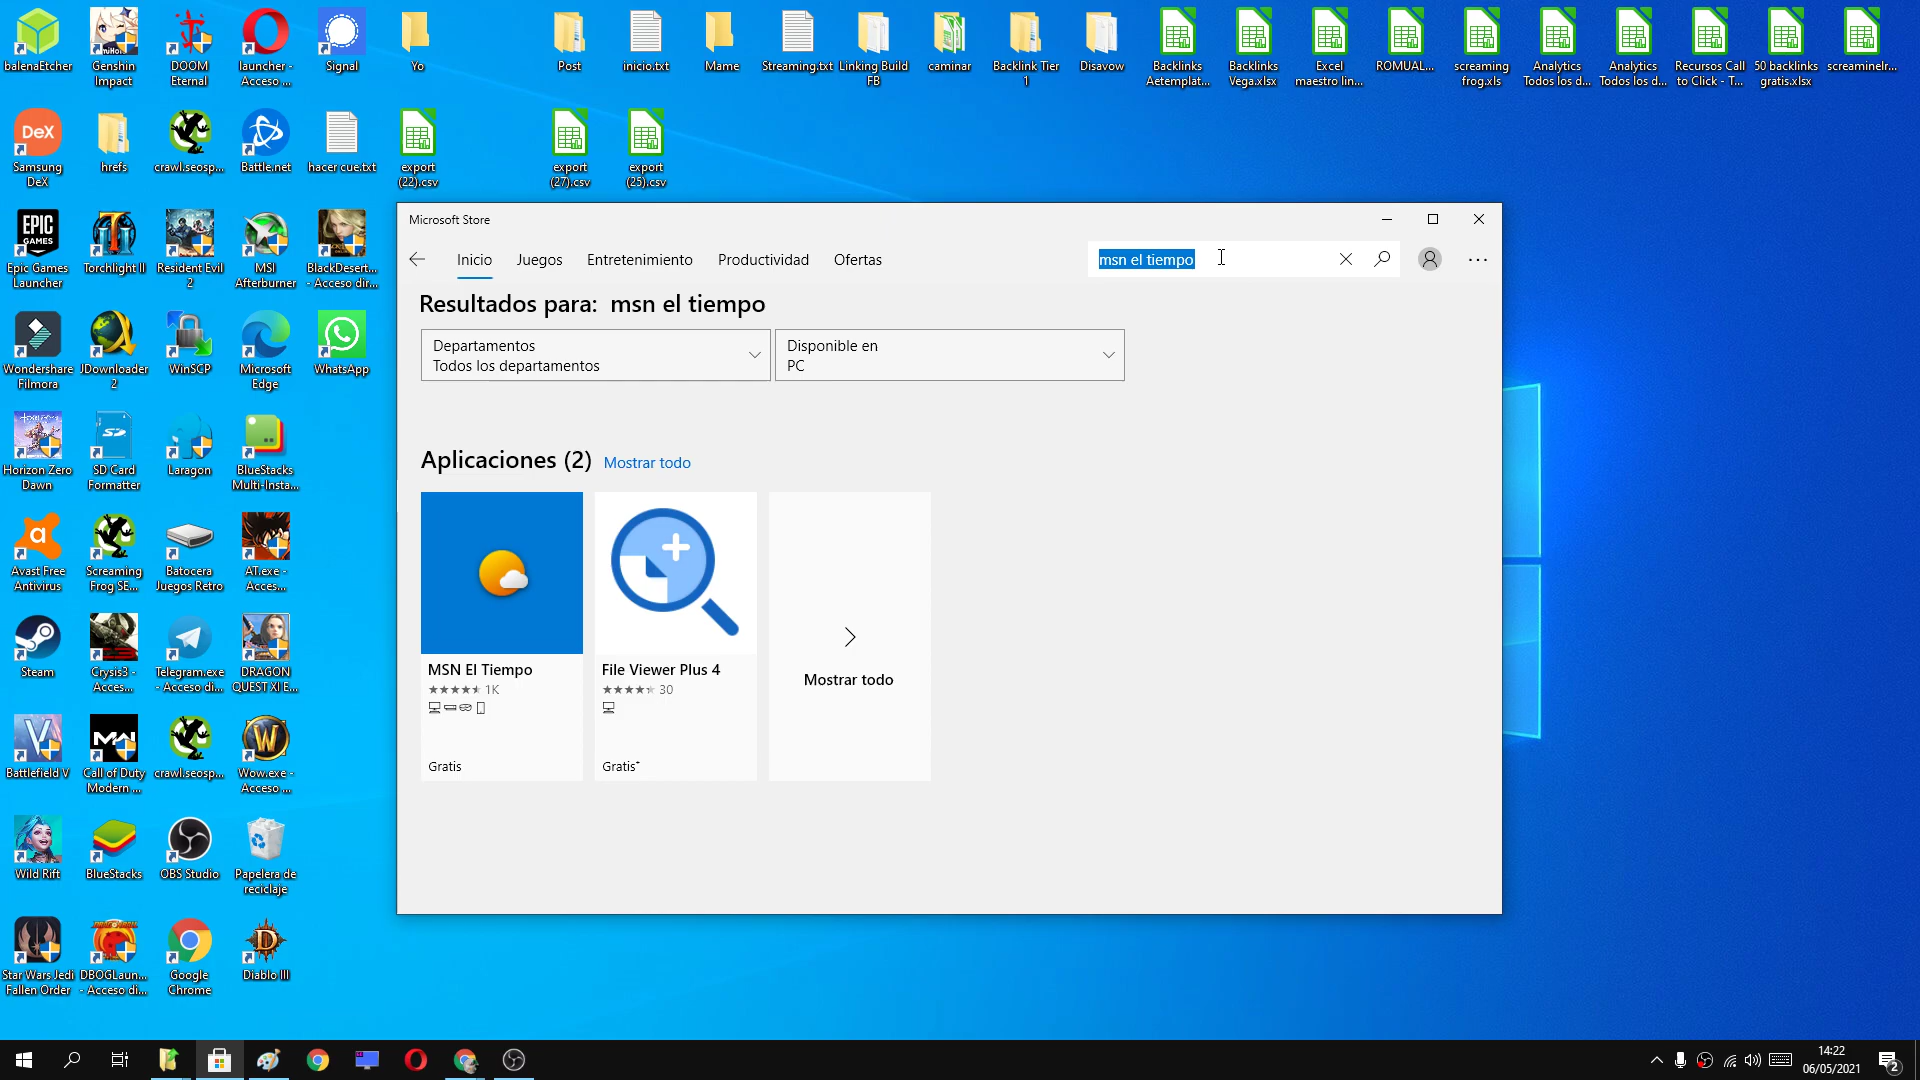 balenaEtcher
Genshin
Impact
DOOM
Eternal
launcher -
Acceso ...
Signal
Yo
Post
inicio.txt
Mame
Streaming.txt
Linking Build
FB
caminar
Backlink Tier
1
Disavow
Backlinks
Aetemplat...
Backlinks
Vega.xlsx
Excel
maestro lin...
ROMUAL...
screaming
frog.xls
Analytics
Todos los d...
Analytics
Todos los d...
Recursos Call
to Click - T...
50 backlinks
gratis.xlsx
screaminelr...
DeX
Samsung
DeX
hrefs
crawl.seosp...
Battle.net
hacer cue.txt
export
(22).csv
export
(27).csv
export
(25).csv
EPIC
GAMES
Epic Games
Launcher
Torchlight II
Resident Evil
2
MSI
Afterburner
BlackDesert...
- Acceso dir...
Wondershare
Filmora
JDownloader
2
WinSCP
Microsoft
Edge
WhatsApp
Horizon Zero
Dawn
SD
SD Card
Formatter
Laragon
BlueStacks
Multi-Insta...
Avast Free
Antivirus
Screaming
Frog SE...
Batocera
Juegos Retro
AT.exe -
Acces...
Steam
Crysis3 -
Acces...
Telegram.exe
- Acceso di...
DRAGON
QUEST XI E...
Battlefield V
Call of Duty
Modern ...
crawl.seosp...
Wow.exe -
Acceso ...
Wild Rift
BlueStacks
OBS Studio
Papelera de
reciclaje
Star Wars Jedi
Fallen Order
DBOGLaun...
- Acceso di...
Google
Chrome
Diablo III
Microsoft Store
Inicio
Juegos
Entretenimiento
Productividad
Ofertas
msn el tiempo
Resultados para: msn el tiempo
Departamentos
Todos los departamentos
Disponible en
PC
Aplicaciones (2)
Mostrar todo
MSN El Tiempo
1K
Gratis
File Viewer Plus 4
30
Gratis+
Mostrar todo
14:22
06/05/2021
2